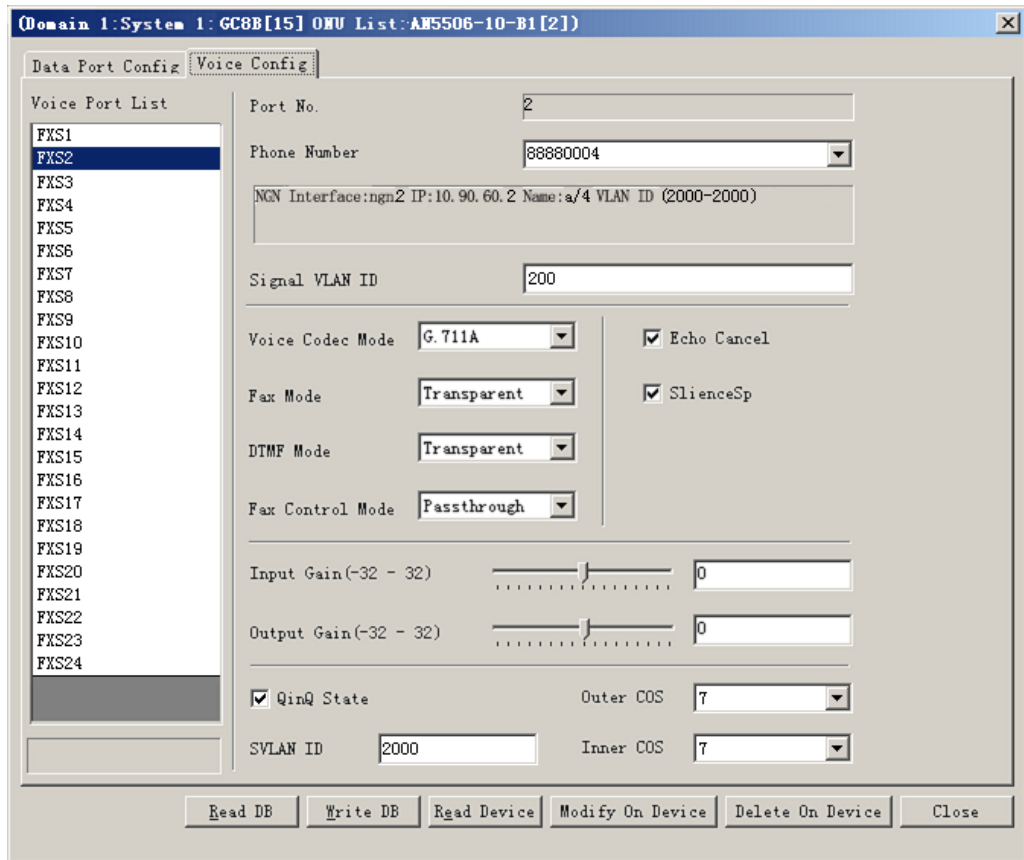 (Domain 1:System 1:GC8B[15] ONU List::AN5506-10-B1[2])
Data Port Config
Voice Config
Voice Port List
FXS1
FXS2
FXS3
FXS4
FXS5
FXS6
FXS7
FXS8
FXS9
FXS10
FXS11
FXS12
FXS13
FXS14
FXS15
FXS16
FXS17
FXS18
FXS19
FXS20
FXS21
FXS22
FXS23
FXS24
Port No. 2
Phone Number 88880004
NGN Interface:ngn2 IP:10.90.60.2 Name:a/4 VLAN ID (2000-2000)
Signal VLAN ID 200
Voice Codec Mode G.711A
Echo Cancel
Fax Mode Transparent
SlienceSp
DTMF Mode Transparent
Fax Control Mode Passthrough
Input Gain(-32 - 32) 0
Output Gain(-32 - 32) 0
QinQ State
Outer COS 7
SVLAN ID 2000
Inner COS 7
Read DB
Write DB
Read Device
Modify On Device
Delete On Device
Close